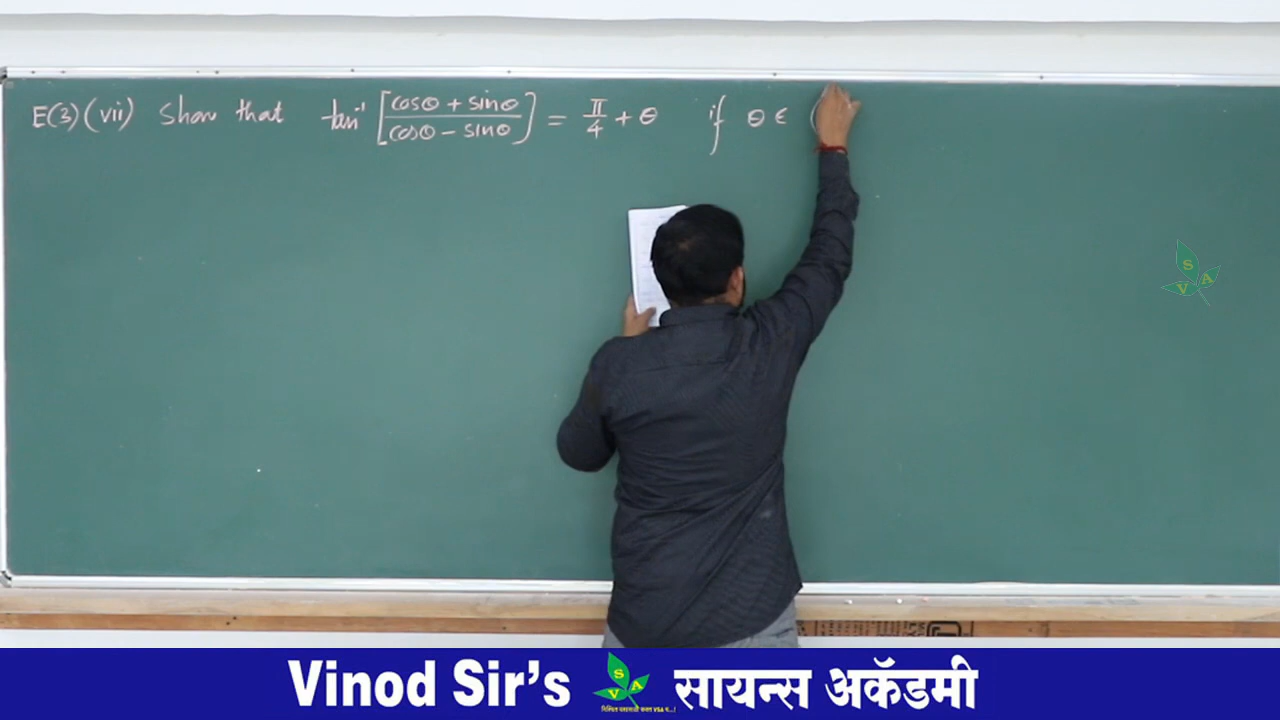 E(3)(vii) Show that tan⁻¹ [cosθ + sinθ / cosθ − sinθ] = π/4 + θ if θ ∈ (
S
V A
Vinod Sir's S V A सायन्स अकॅडमी